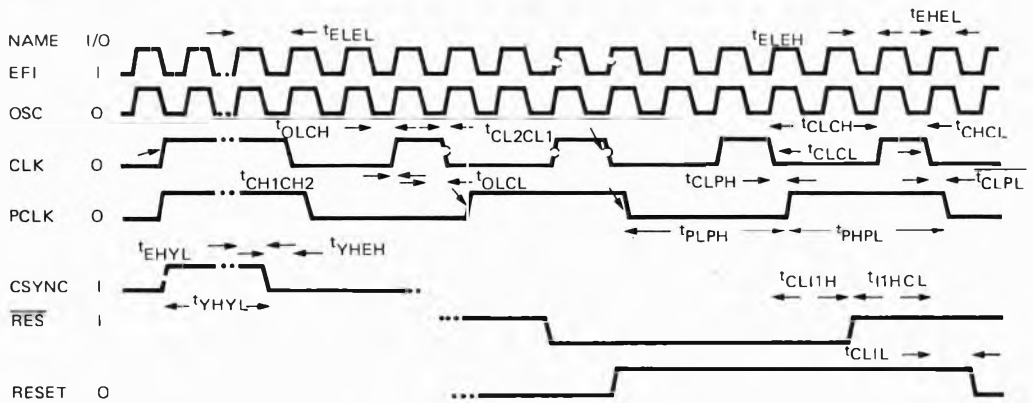 tEHEL
NAME I/O tELEL tELEH
EFI I
OSC O
tOLCH tCL2CL1 tCLCH tCHCL
CLK O tCLCL
tCH1CH2 tOLCL tCLPH tCLPL
PCLK O
tPLPH tPHPL
tEHYL tYHEH
CSYNC I tCLI1H tI1HCL
tYHYL
RES I
tCLIL
RESET O